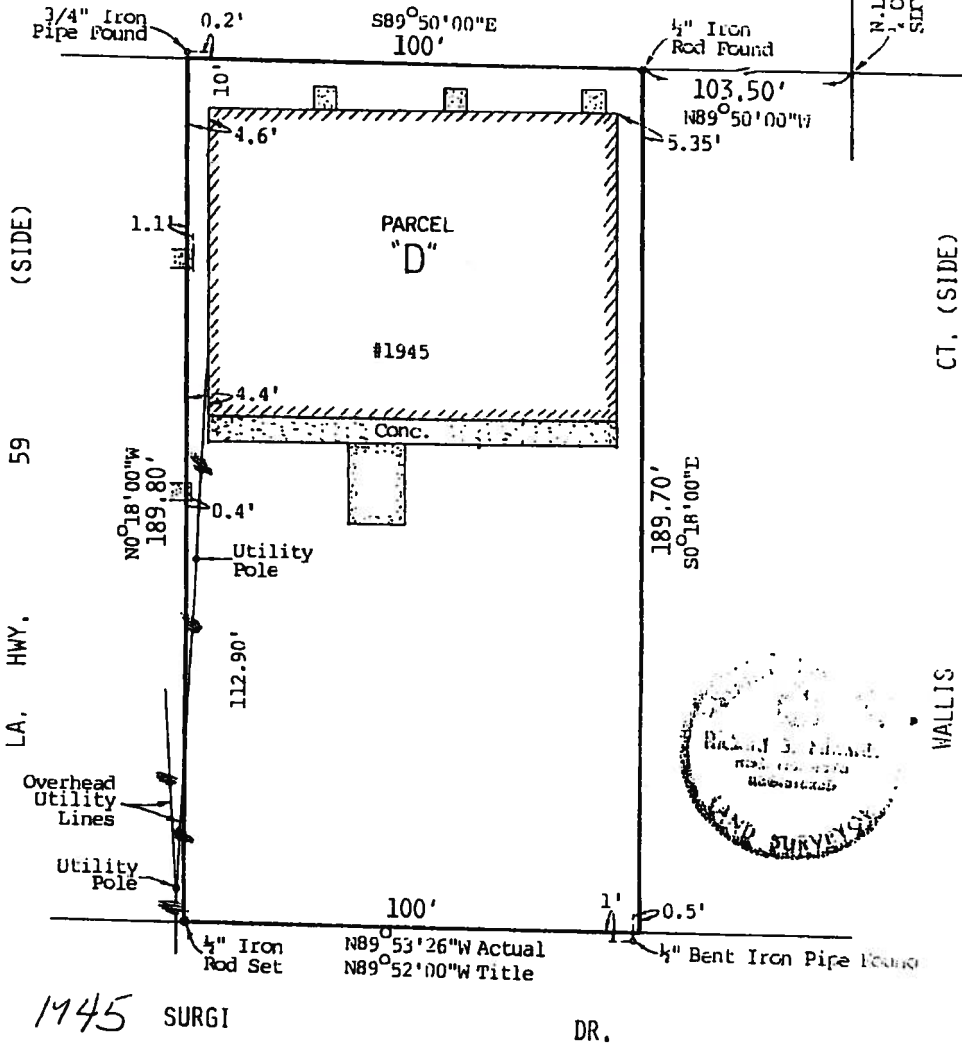 3/4" Iron
Pipe Found
0.2'
S89°50'00"E
100'
½" Iron
Rod Found
N.L
103.50'
N89°50'00"W
10'
4.6'
5.35'
1.1'
PARCEL
"D"
#1945
(SIDE)
CT. (SIDE)
4.4'
Conc.
59
N0°18'00"W
189.80'
0.4'
Utility
Pole
189.70'
S0°18'00"E
LA. HWY.
112.90'
WALLIS
LAND SURVEYOR
Overhead
Utility
Lines
Utility
Pole
100'
1'
0.5'
½" Iron
Rod Set
N89°53'26"W Actual
N89°52'00"W Title
½" Bent Iron Pipe Found
1945 SURGI DR.